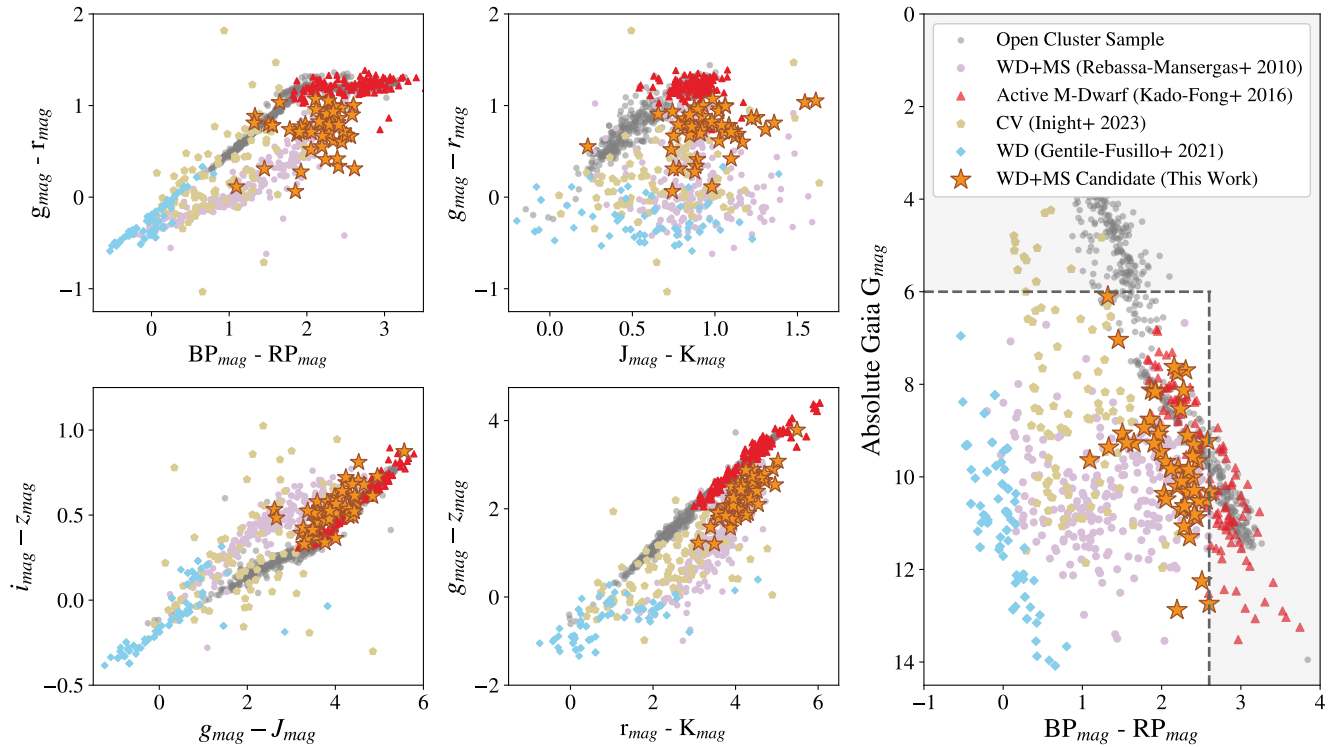 2
1
0
−1
g_mag - r_mag
0
1
2
3
BP_mag - RP_mag
2
1
0
−1
g_mag − r_mag
0.0
0.5
1.0
1.5
J_mag - K_mag
1.0
0.5
0.0
−0.5
i_mag − z_mag
0
2
4
6
g_mag − J_mag
4
2
0
−2
g_mag − z_mag
0
2
4
6
r_mag - K_mag
0
2
4
6
8
10
12
14
Absolute Gaia G_mag
Open Cluster Sample
WD+MS (Rebassa-Mansergas+ 2010)
Active M-Dwarf (Kado-Fong+ 2016)
CV (Inight+ 2023)
WD (Gentile-Fusillo+ 2021)
WD+MS Candidate (This Work)
−1
0
1
2
3
4
BP_mag - RP_mag